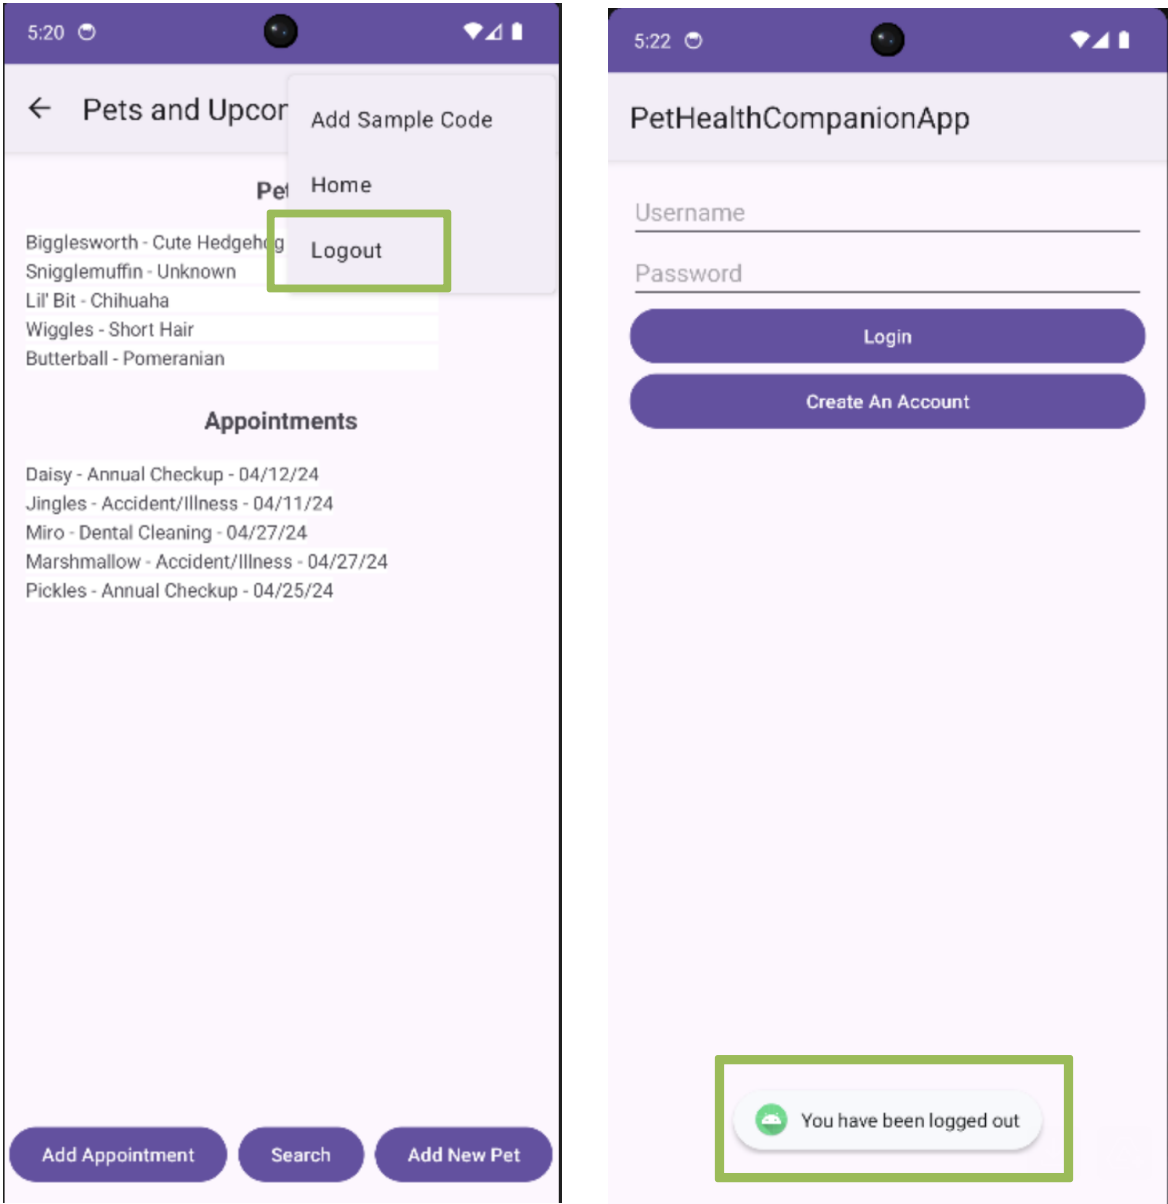 5:20
Pets and Upcor
Add Sample Code
Home
Logout
Pet
Bigglesworth - Cute Hedgehog
Snigglemuffin - Unknown
Lil' Bit - Chihuaha
Wiggles - Short Hair
Butterball - Pomeranian
Appointments
Daisy - Annual Checkup - 04/12/24
Jingles - Accident/Illness - 04/11/24
Miro - Dental Cleaning - 04/27/24
Marshmallow - Accident/Illness - 04/27/24
Pickles - Annual Checkup - 04/25/24
Add Appointment
Search
Add New Pet
5:22
PetHealthCompanionApp
Username
Password
Login
Create An Account
You have been logged out